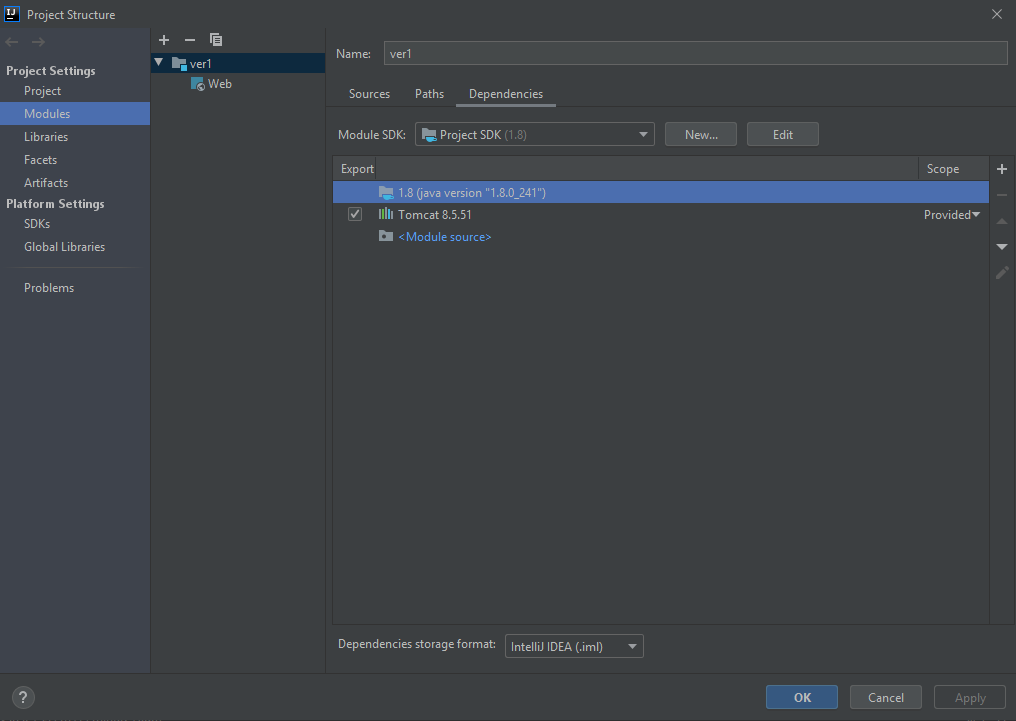 Project Structure
Project Settings
Project
Modules
Libraries
Facets
Artifacts
Platform Settings
SDKs
Global Libraries
Problems
ver1
Web
Name: ver1
Sources Paths Dependencies
Module SDK: Project SDK (1.8) New... Edit
Export Scope
1.8 (java version "1.8.0_241")
Tomcat 8.5.51 Provided
<Module source>
Dependencies storage format: IntelliJ IDEA (.iml)
? OK Cancel Apply